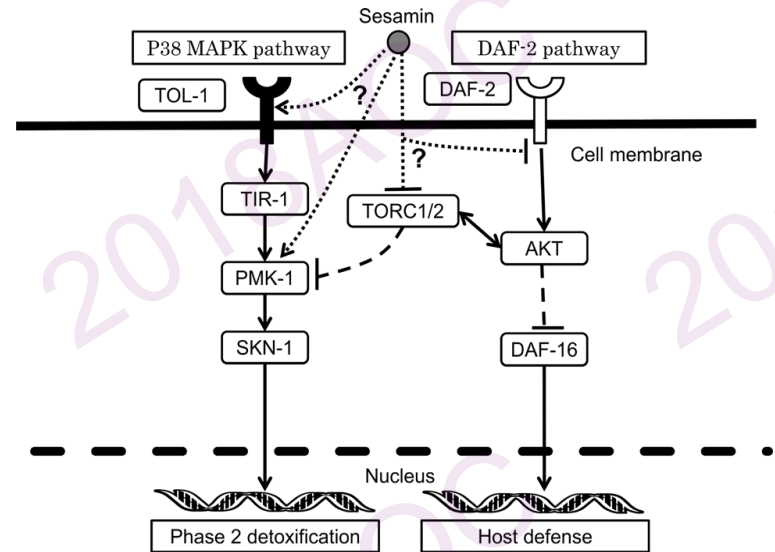 Sesamin
P38 MAPK pathway
DAF-2 pathway
TOL-1
?
DAF-2
?
Cell membrane
TIR-1
TORC1/2
AKT
PMK-1
SKN-1
DAF-16
Nucleus
Phase 2 detoxification
Host defense
2018AOC